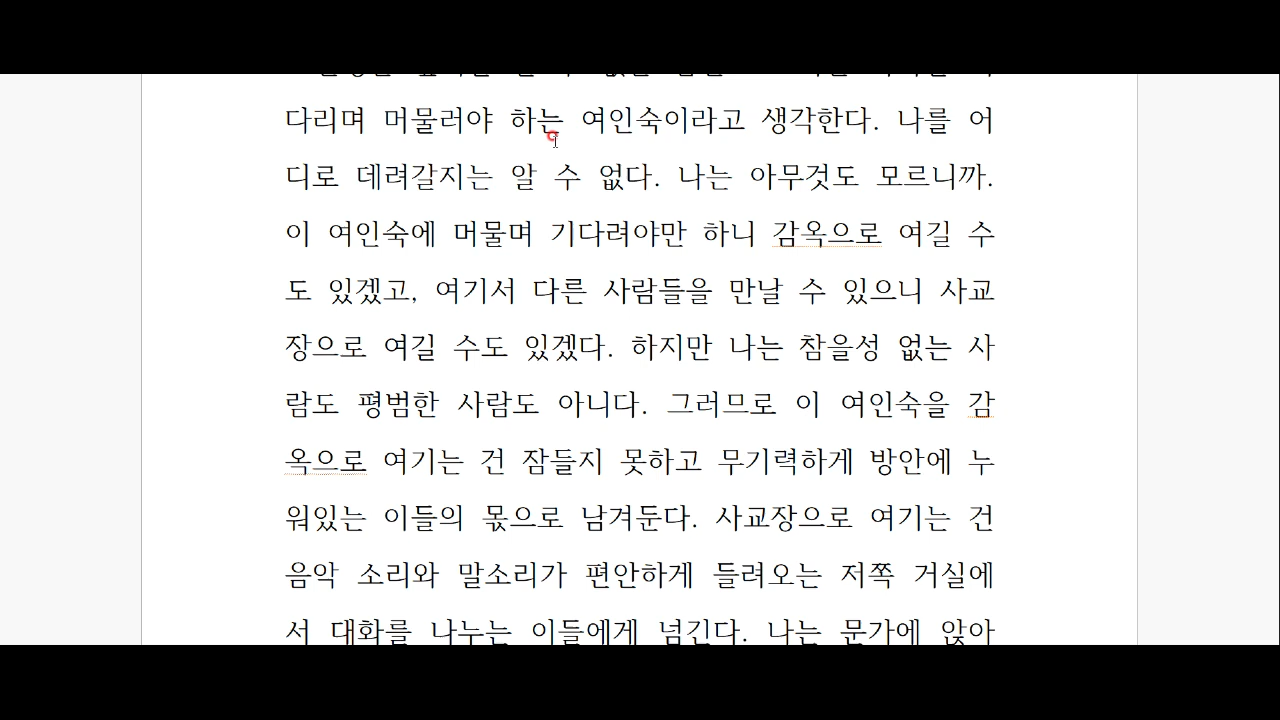 다리며 머물러야 하는 여인숙이라고 생각한다. 나를 어
디로 데려갈지는 알 수 없다. 나는 아무것도 모르니까.
이 여인숙에 머물며 기다려야만 하니 감옥으로 여길 수
도 있겠고, 여기서 다른 사람들을 만날 수 있으니 사교
장으로 여길 수도 있겠다. 하지만 나는 참을성 없는 사
람도 평범한 사람도 아니다. 그러므로 이 여인숙을 감
옥으로 여기는 건 잠들지 못하고 무기력하게 방안에 누
워있는 이들의 몫으로 남겨둔다. 사교장으로 여기는 건
음악 소리와 말소리가 편안하게 들려오는 저쪽 거실에
서 대화를 나누는 이들에게 넘긴다. 나는 문가에 앉아